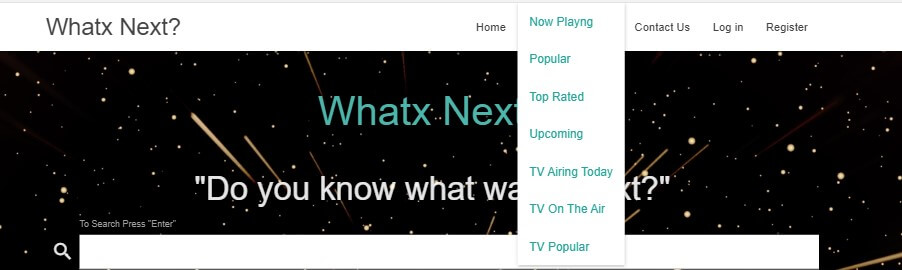 Whatx Next?
Home
Contact Us
Log in
Register
Now Playng
Popular
Top Rated
Upcoming
TV Airing Today
TV On The Air
TV Popular
Whatx Next
"Do you know what wa xt?"
To Search Press "Enter"